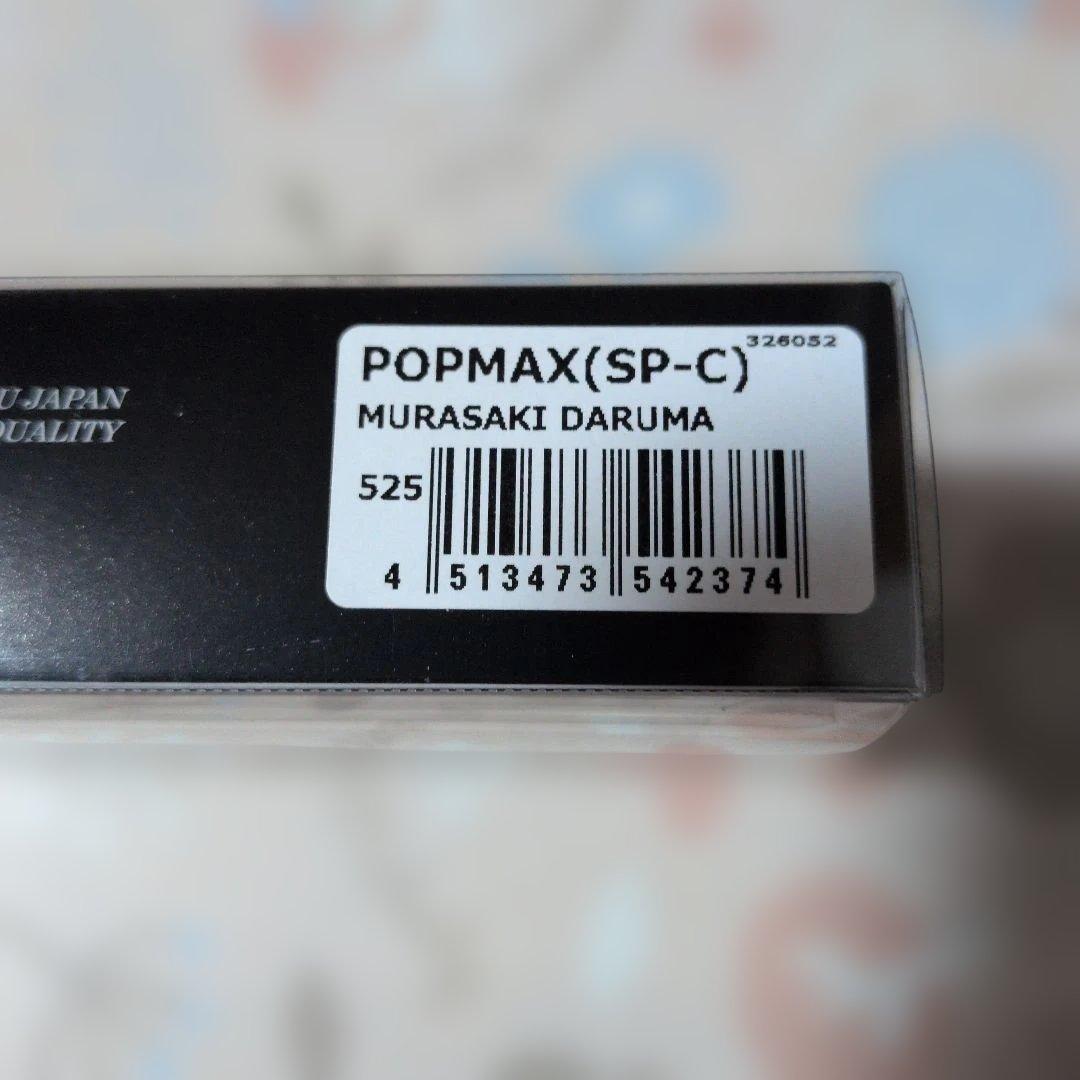 U JAPAN
QUALITY
POPMAX(SP-C)
326052
MURASAKI DARUMA
525
4 513473 542374